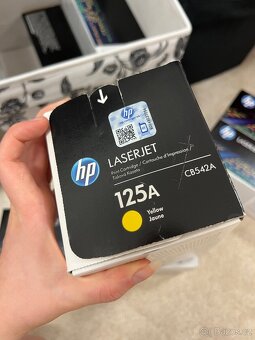 hp
LASERJET
Print Cartridge / Cartouche d'impression /
CB542A
125A
Yellow
Jaune